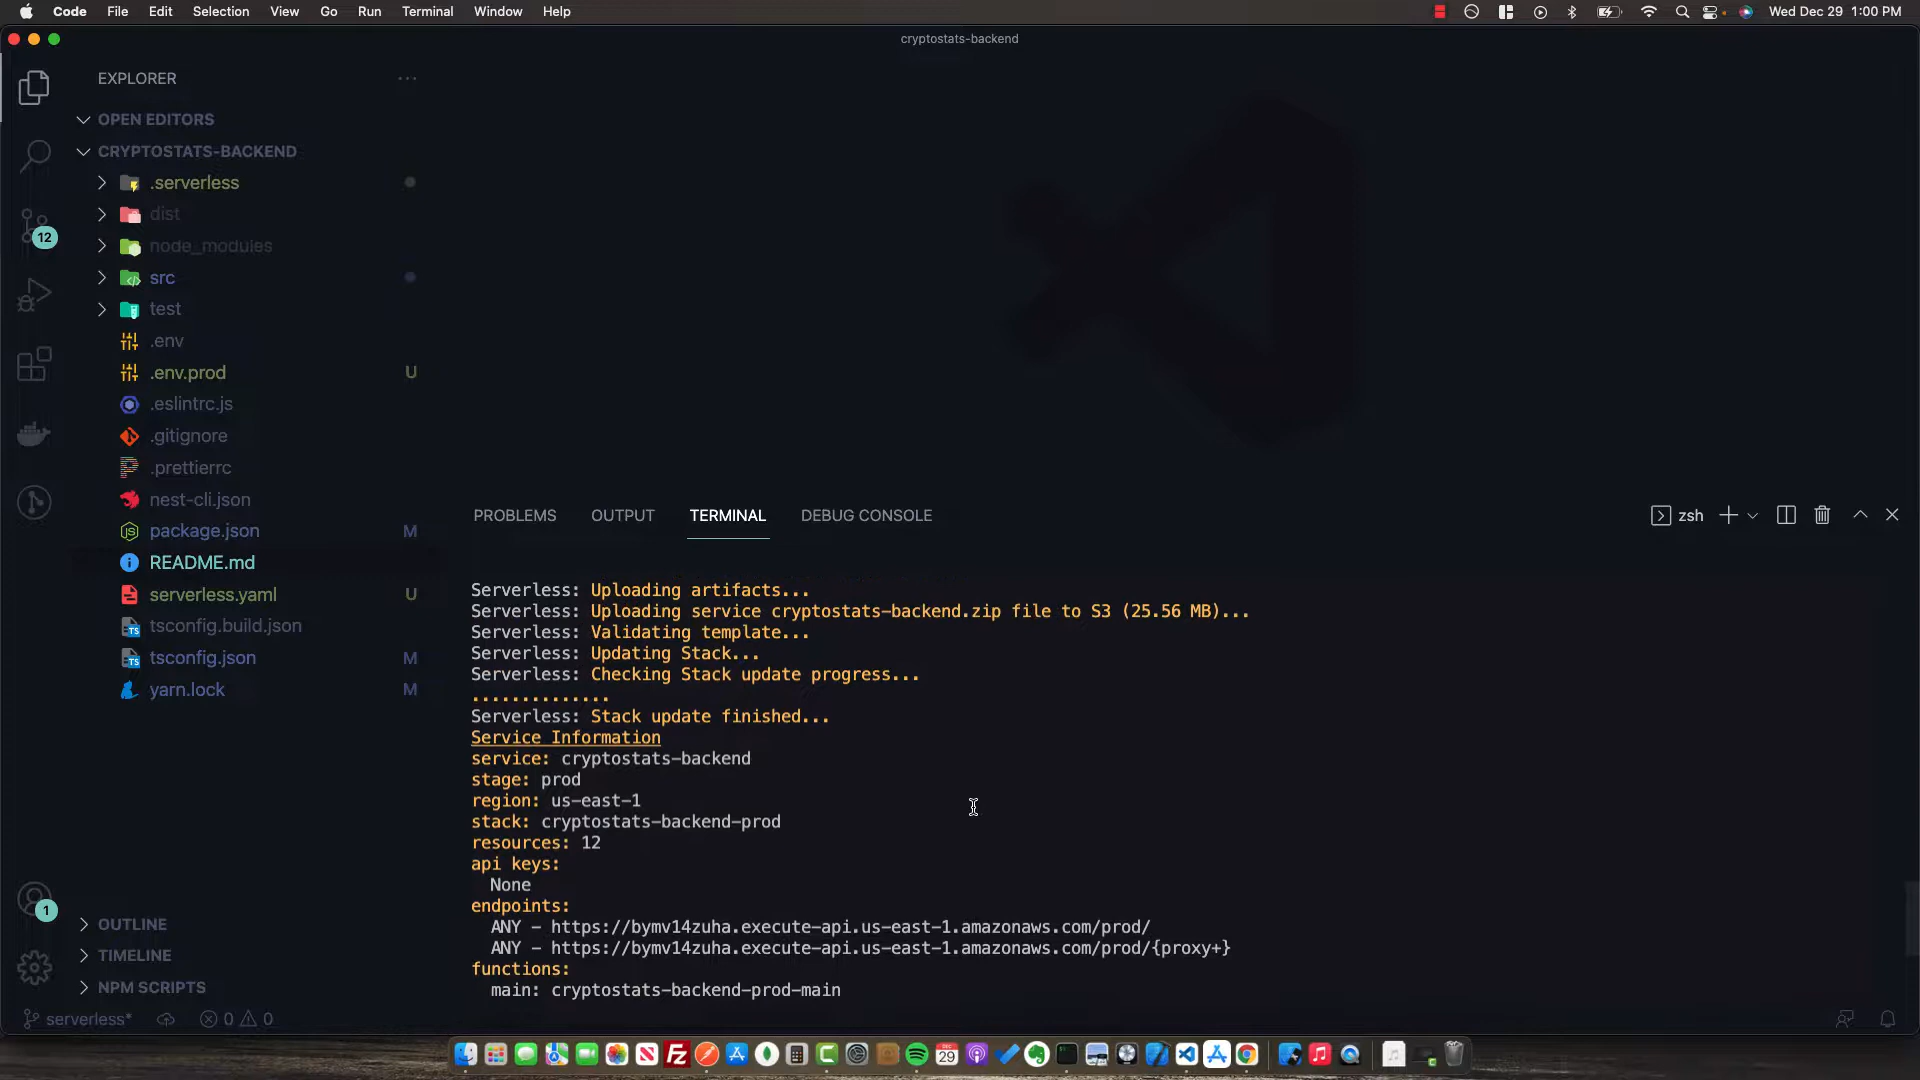 Code File Edit Selection View Go Run Terminal Window Help
Wed Dec 29 1:00 PM
cryptostats-backend
EXPLORER
OPEN EDITORS
CRYPTOSTATS-BACKEND
.serverless
dist
node_modules
src
test
.env
.env.prod U
.eslintrc.js
.gitignore
.prettierrc
nest-cli.json
package.json M
README.md
serverless.yaml U
tsconfig.build.json
tsconfig.json M
yarn.lock M
OUTLINE
TIMELINE
NPM SCRIPTS
12
1
serverless* 0 0
PROBLEMS OUTPUT TERMINAL DEBUG CONSOLE
zsh
Serverless: Uploading artifacts...
Serverless: Uploading service cryptostats-backend.zip file to S3 (25.56 MB)...
Serverless: Validating template...
Serverless: Updating Stack...
Serverless: Checking Stack update progress...
..............
Serverless: Stack update finished...
Service Information
service: cryptostats-backend
stage: prod
region: us-east-1
stack: cryptostats-backend-prod
resources: 12
api keys:
None
endpoints:
ANY - https://bymv14zuha.execute-api.us-east-1.amazonaws.com/prod/
ANY - https://bymv14zuha.execute-api.us-east-1.amazonaws.com/prod/{proxy+}
functions:
main: cryptostats-backend-prod-main
DEC
29